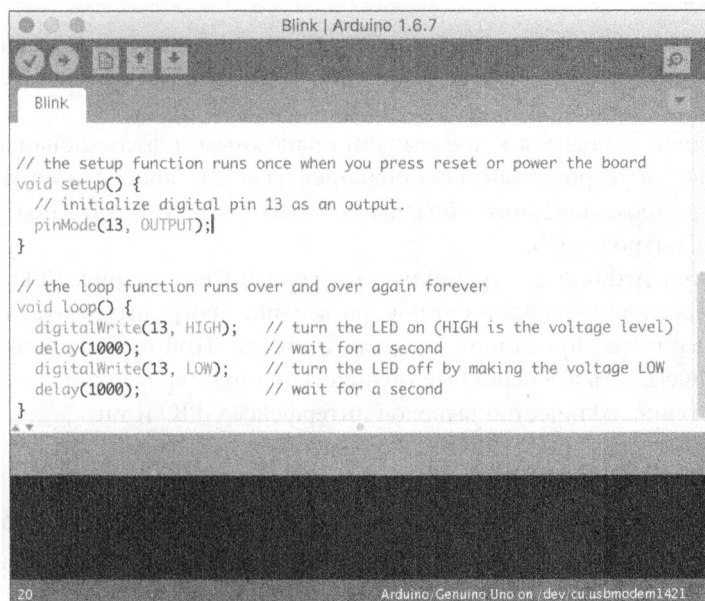 Blink | Arduino 1.6.7
Blink
// the setup function runs once when you press reset or power the board
void setup() {
  // initialize digital pin 13 as an output.
  pinMode(13, OUTPUT);
}
// the loop function runs over and over again forever
void loop() {
  digitalWrite(13, HIGH);   // turn the LED on (HIGH is the voltage level)
  delay(1000);              // wait for a second
  digitalWrite(13, LOW);    // turn the LED off by making the voltage LOW
  delay(1000);              // wait for a second
}
20 Arduino/Genuino Uno on /dev/cu.usbmodem1421